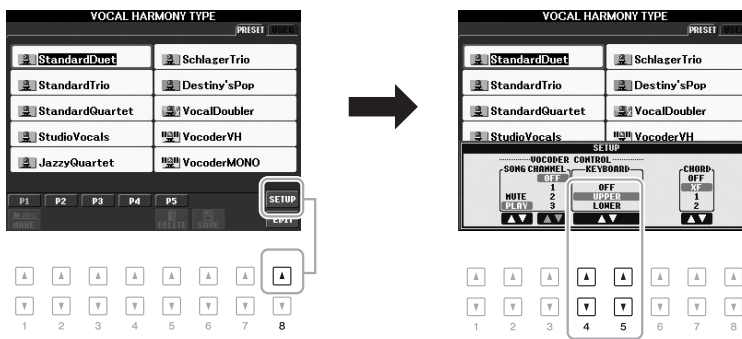 VOCAL HARMONY TYPE
PRESET USER
StandardDuet SchlagerTrio
StandardTrio Destiny'sPop
StandardQuartet VocalDoubler
StudioVocals VocoderVH
JazzyQuartet VocoderMONO
P1 P2 P3 P4 P5 SETUP
DELETE SAVE EDIT
1 2 3 4 5 6 7 8
VOCAL HARMONY TYPE
PRESET
StandardDuet SchlagerTrio
StandardTrio Destiny'sPop
StandardQuartet VocalDoubler
StudioVocals VocoderVH
SETUP
VOCODER CONTROL
SONG CHANNEL KEYBOARD CHORD
OFF OFF
1 OFF XF
MUTE 2 UPPER 1
PLAY 3 LOWER 2
1 2 3 4 5 6 7 8